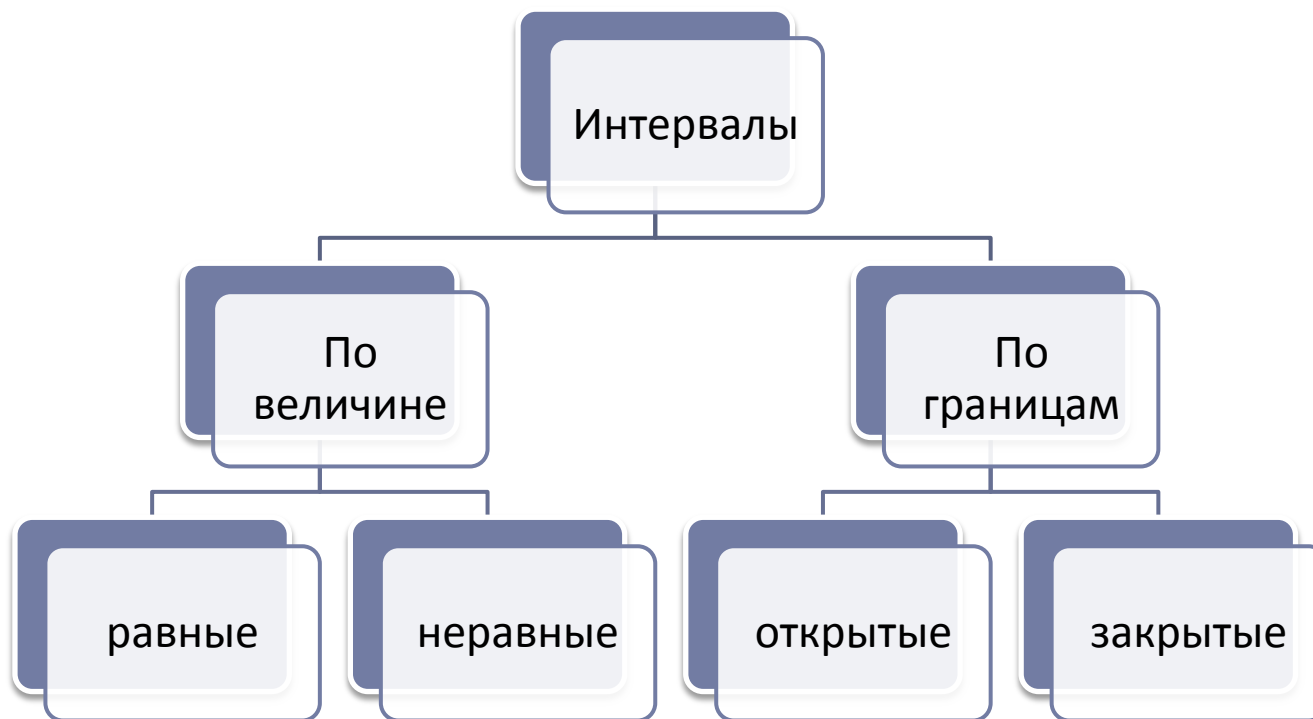 Интервалы
По
величине
По
границам
равные
неравные
открытые
закрытые